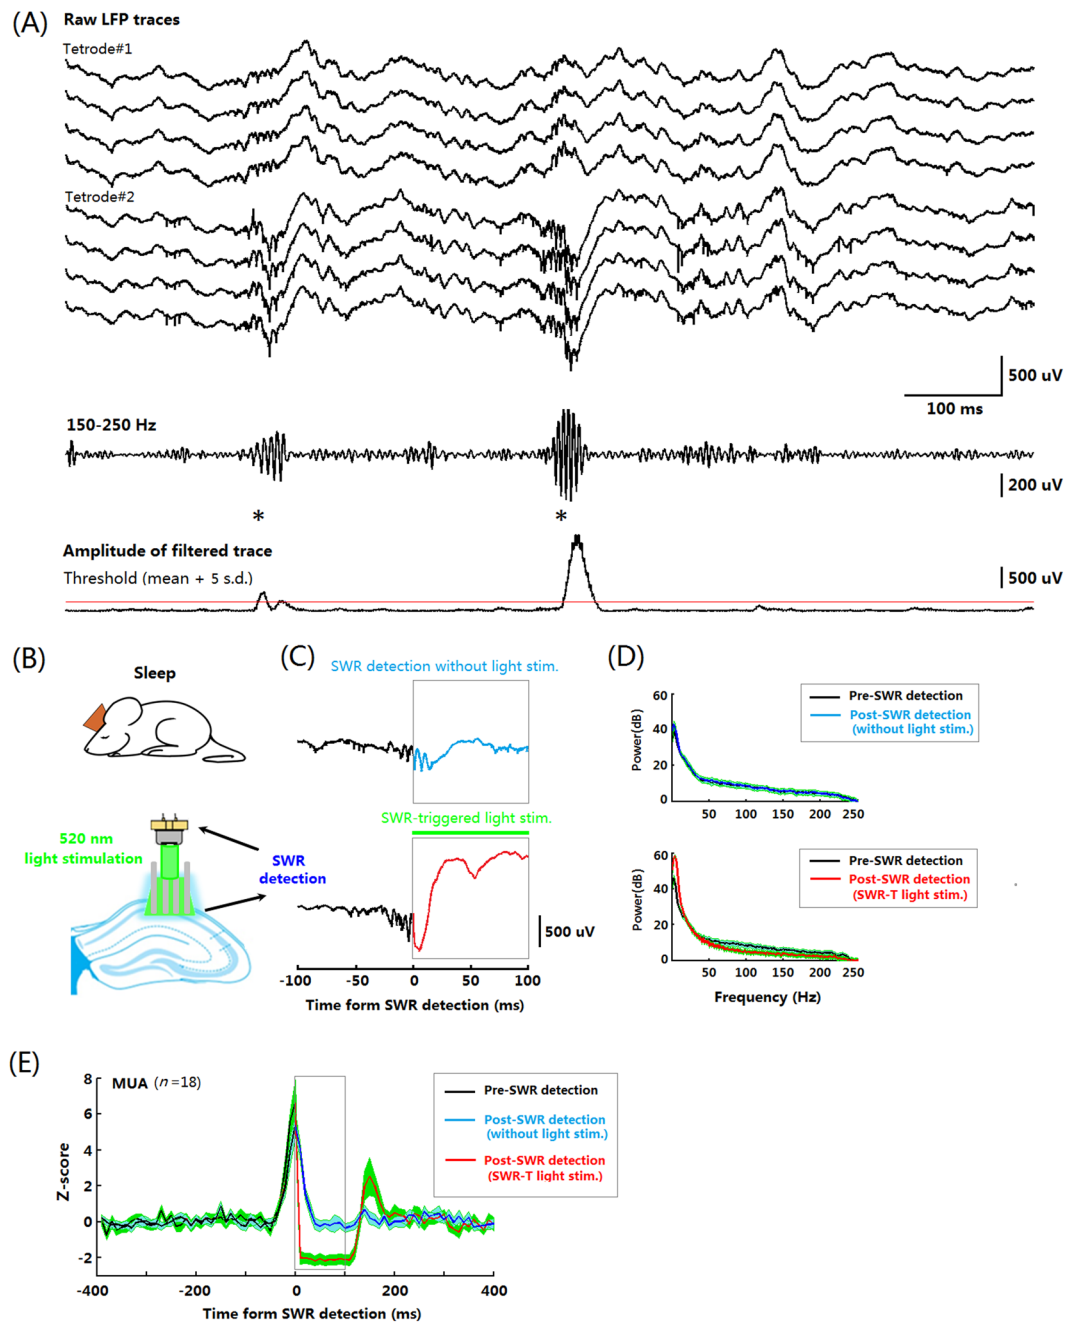 (A)
Raw LFP traces
Tetrode#1
Tetrode#2
500 uV
100 ms
150-250 Hz
200 uV
*
*
Amplitude of filtered trace
Threshold (mean + 5 s.d.)
500 uV
(B)
Sleep
520 nm
light stimulation
SWR
detection
(C)
SWR detection without light stim.
SWR-triggered light stim.
500 uV
-100
-50
0
50
100
Time form SWR detection (ms)
(D)
60
40
20
0
Power(dB)
50
100
150
200
250
Pre-SWR detection
Post-SWR detection
(without light stim.)
60
40
20
0
Power(dB)
50
100
150
200
250
Frequency (Hz)
Pre-SWR detection
Post-SWR detection
(SWR-T light stim.)
(E)
MUA (n =18)
8
6
4
2
0
-2
Z-score
-400
-200
0
200
400
Time form SWR detection (ms)
Pre-SWR detection
Post-SWR detection
(without light stim.)
Post-SWR detection
(SWR-T light stim.)